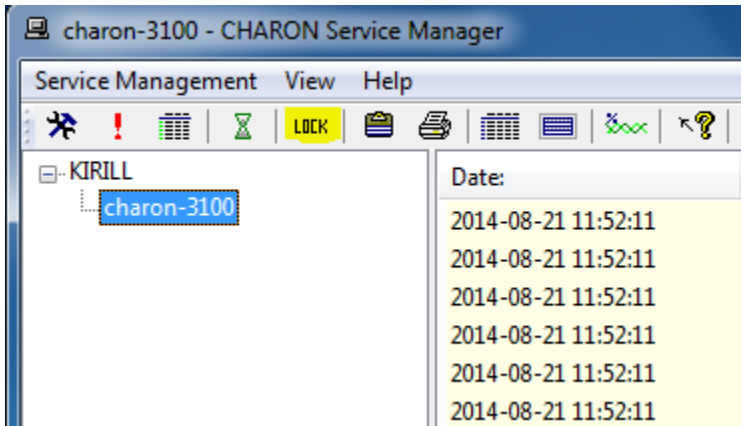 charon-3100 - CHARON Service Manager
Service Management View Help
LOCK
KIRILL
charon-3100
Date:
2014-08-21 11:52:11
2014-08-21 11:52:11
2014-08-21 11:52:11
2014-08-21 11:52:11
2014-08-21 11:52:11
2014-08-21 11:52:11